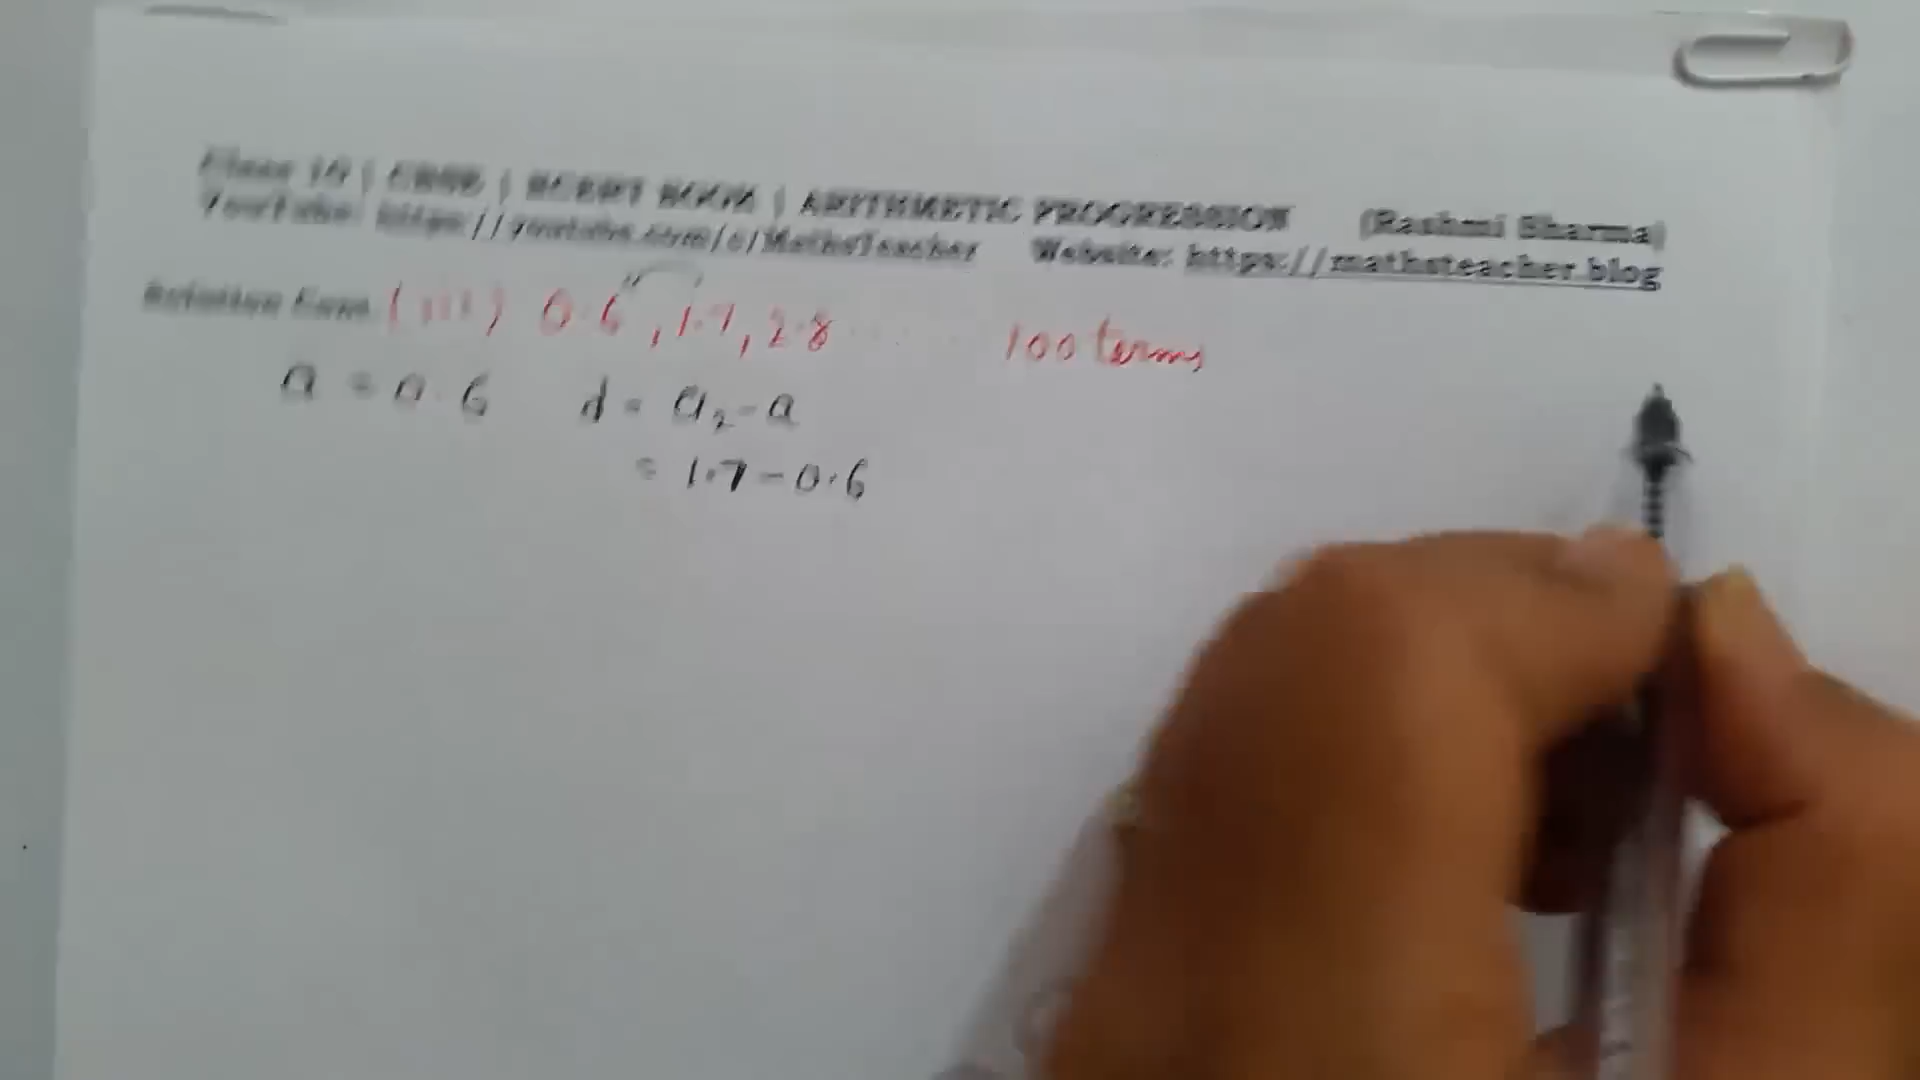 Class 10 | CBSE | NCERT BOOK | ARITHMETIC PROGRESSION (Rashmi Sharma)
YouTube: https://youtube.com/c/MathsTeacher Website: https://mathsteacher.blog
(iii) 0.6, 1.7, 2.8 ...... 100 terms
a = 0.6 d = a₂-a
= 1.7-0.6